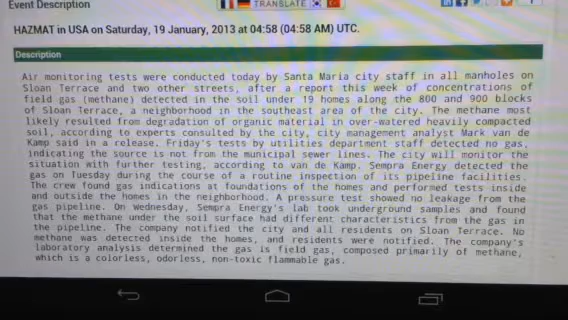 Event Description
TRANSLATE
HAZMAT in USA on Saturday, 19 January, 2013 at 04:58 (04:58 AM) UTC.
Description
Air monitoring tests were conducted today by Santa Maria city staff in all manholes on
Sloan Terrace and two other streets, after a report this week of concentrations of
field gas (methane) detected in the soil under 19 homes along the 800 and 900 blocks
of Sloan Terrace, a neighborhood in the southeast area of the city. The methane most
likely resulted from degradation of organic material in over-watered heavily compacted
soil, according to experts consulted by the city, city management analyst Mark van de
Kamp said in a release. Friday's tests by utilities department staff detected no gas,
indicating the source is not from the municipal sewer lines. The city will monitor the
situation with further testing, according to van de Kamp. Sempra Energy detected the
gas on Tuesday during the course of a routine inspection of its pipeline facilities.
The crew found gas indications at foundations of the homes and performed tests inside
and outside the homes in the neighborhood. A pressure test showed no leakage from the
gas pipeline. On Wednesday, Sempra Energy's lab took underground samples and found
that the methane under the soil surface had different characteristics from the gas in
the pipeline. The company notified the city and all residents on Sloan Terrace. No
methane was detected inside the homes, and residents were notified. The company's
laboratory analysis determined the gas is field gas, composed primarily of methane,
which is a colorless, odorless, non-toxic flammable gas.